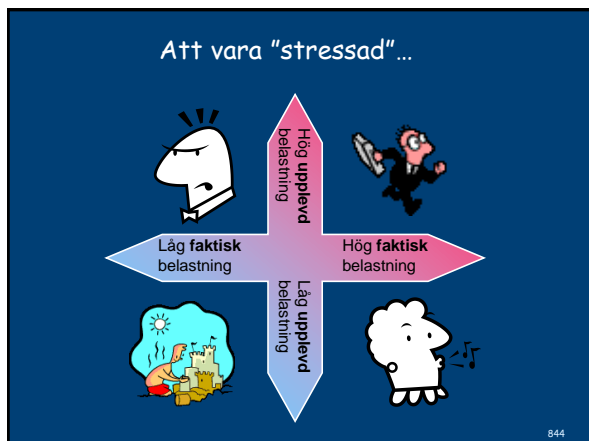 Att vara ”stressad”…
Hög upplevd
belastning
Låg faktisk
belastning
Hög faktisk
belastning
Låg upplevd
belastning
844